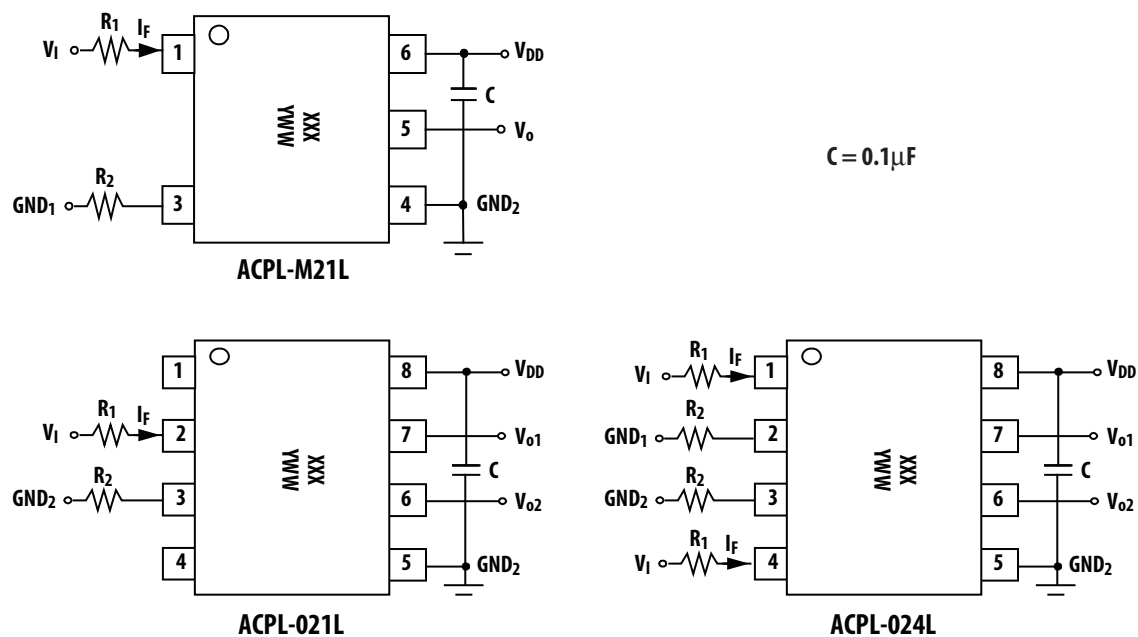 R1 IF
VI 1 6 VDD
C
XXX
YWW
5 Vo
C = 0.1µF
R2
GND1 3 4 GND2
ACPL-M21L
1 8 VDD
R1 IF
VI 2 7 Vo1
XXX
YWW
C
R2
GND2 3 6 Vo2
4 5 GND2
ACPL-021L
R1 IF
VI 1 8 VDD
R2
GND1 2 7 Vo1
XXX
YWW
C
R2
GND2 3 6 Vo2
R1 IF
VI 4 5 GND2
ACPL-024L